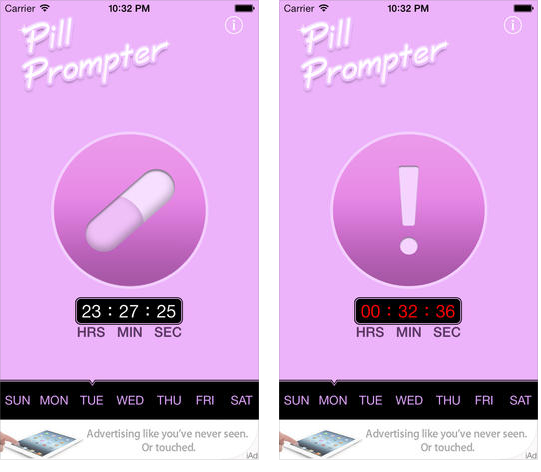 Carrier 10:32 PM
Pill
Prompter
i
23 : 27 : 25
HRS MIN SEC
SUN MON TUE WED THU FRI SAT
Advertising like you've never seen.
Or touched.
iAd
Carrier 10:32 PM
Pill
Prompter
i
!
00 : 32 : 36
HRS MIN SEC
SUN MON TUE WED THU FRI SAT
Advertising like you've never seen.
Or touched.
iAd